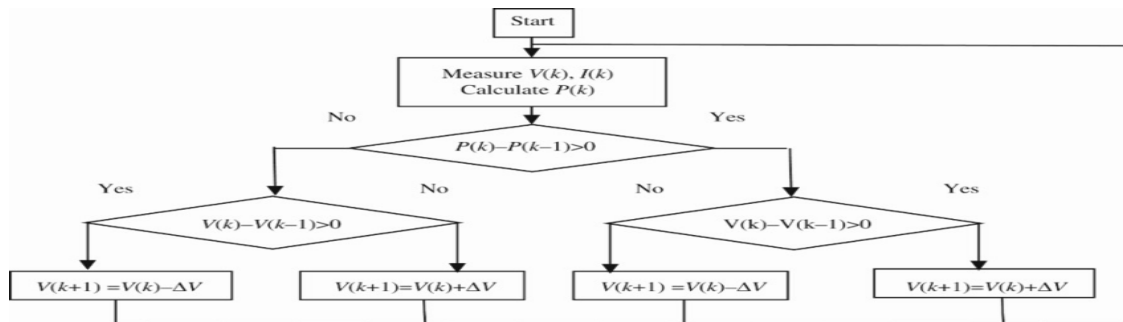 Start
Measure V(k), I(k)
Calculate P(k)
No
Yes
P(k)–P(k–1)>0
Yes
No
No
Yes
V(k)–V(k–1)>0
V(k)–V(k–1)>0
V(k+1) =V(k)–ΔV
V(k+1)=V(k)+ΔV
V(k+1) =V(k)–ΔV
V(k+1)=V(k)+ΔV